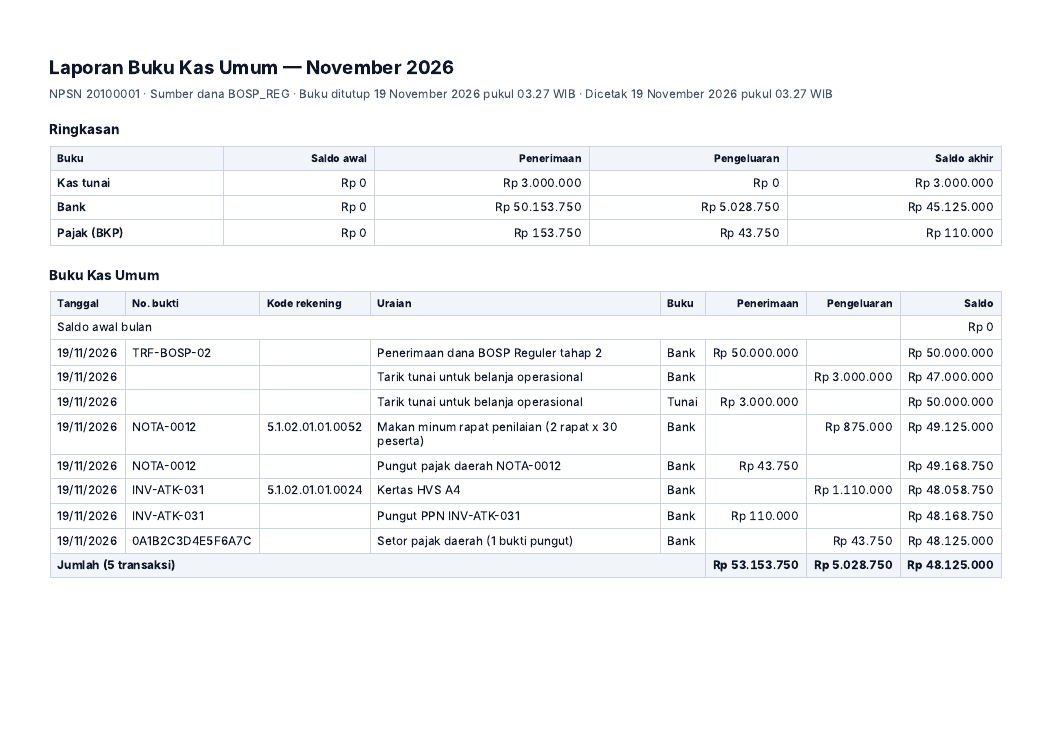 Laporan Buku Kas Umum — November 2026
NPSN 20100001 · Sumber dana BOSP_REG · Buku ditutup 19 November 2026 pukul 03.27 WIB · Dicetak 19 November 2026 pukul 03.27 WIB
Ringkasan
Buku Saldo awal Penerimaan Pengeluaran Saldo akhir
Kas tunai Rp 0 Rp 3.000.000 Rp 0 Rp 3.000.000
Bank Rp 0 Rp 50.153.750 Rp 5.028.750 Rp 45.125.000
Pajak (BKP) Rp 0 Rp 153.750 Rp 43.750 Rp 110.000
Buku Kas Umum
Tanggal No. bukti Kode rekening Uraian Buku Penerimaan Pengeluaran Saldo
Saldo awal bulan Rp 0
19/11/2026 TRF-BOSP-02 Penerimaan dana BOSP Reguler tahap 2 Bank Rp 50.000.000 Rp 50.000.000
19/11/2026 Tarik tunai untuk belanja operasional Bank Rp 3.000.000 Rp 47.000.000
19/11/2026 Tarik tunai untuk belanja operasional Tunai Rp 3.000.000 Rp 50.000.000
19/11/2026 NOTA-0012 5.1.02.01.01.0052 Makan minum rapat penilaian (2 rapat x 30 Bank Rp 875.000 Rp 49.125.000
peserta)
19/11/2026 NOTA-0012 Pungut pajak daerah NOTA-0012 Bank Rp 43.750 Rp 49.168.750
19/11/2026 INV-ATK-031 5.1.02.01.01.0024 Kertas HVS A4 Bank Rp 1.110.000 Rp 48.058.750
19/11/2026 INV-ATK-031 Pungut PPN INV-ATK-031 Bank Rp 110.000 Rp 48.168.750
19/11/2026 0A1B2C3D4E5F6A7C Setor pajak daerah (1 bukti pungut) Bank Rp 43.750 Rp 48.125.000
Jumlah (5 transaksi) Rp 53.153.750 Rp 5.028.750 Rp 48.125.000